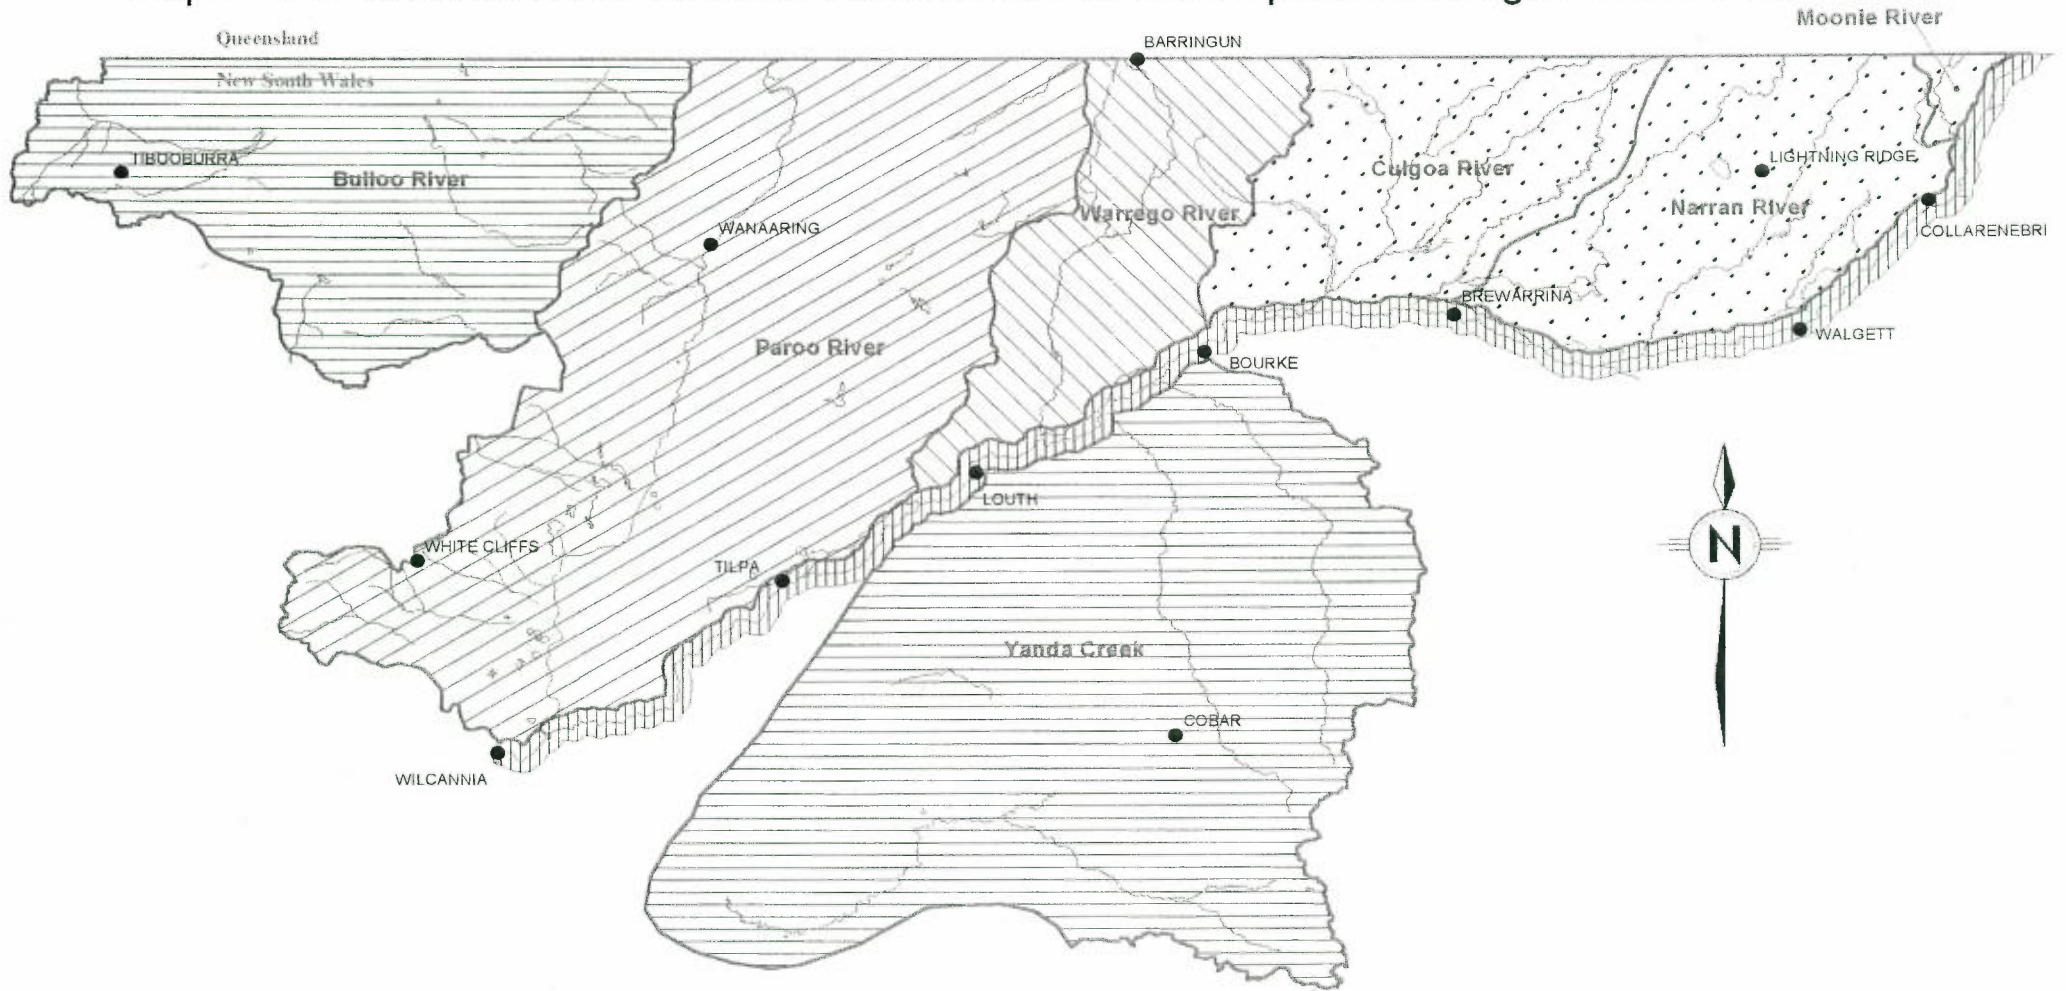 Moonie River
Queensland
BARRINGUN
New South Wales
TIBOOBURRA
Bulloo River
Culgoa River
LIGHTNING RIDGE
Narran River
Warrego River
WANAARING
COLLARENEBRI
BREWARRINA
WALGETT
Paroo River
BOURKE
LOUTH
WHITE CLIFFS
TILPA
N
Yanda Creek
COBAR
WILCANNIA